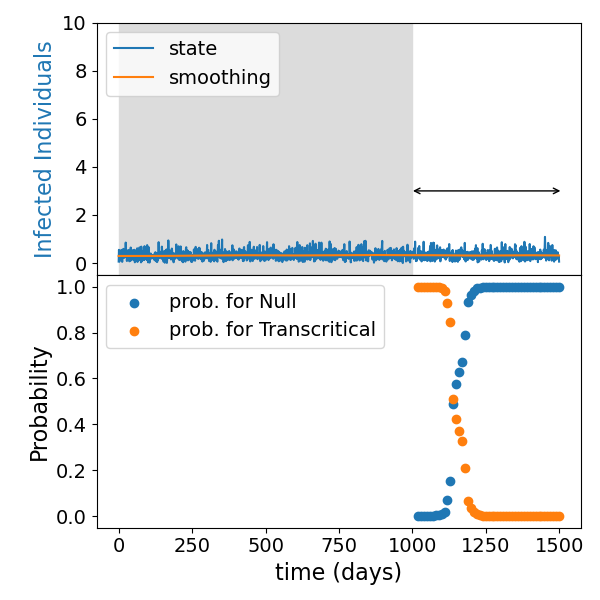 10
8
6
4
2
0
Infected Individuals
state
smoothing
1.0
0.8
0.6
0.4
0.2
0.0
Probability
prob. for Null
prob. for Transcritical
0 250 500 750 1000 1250 1500
time (days)